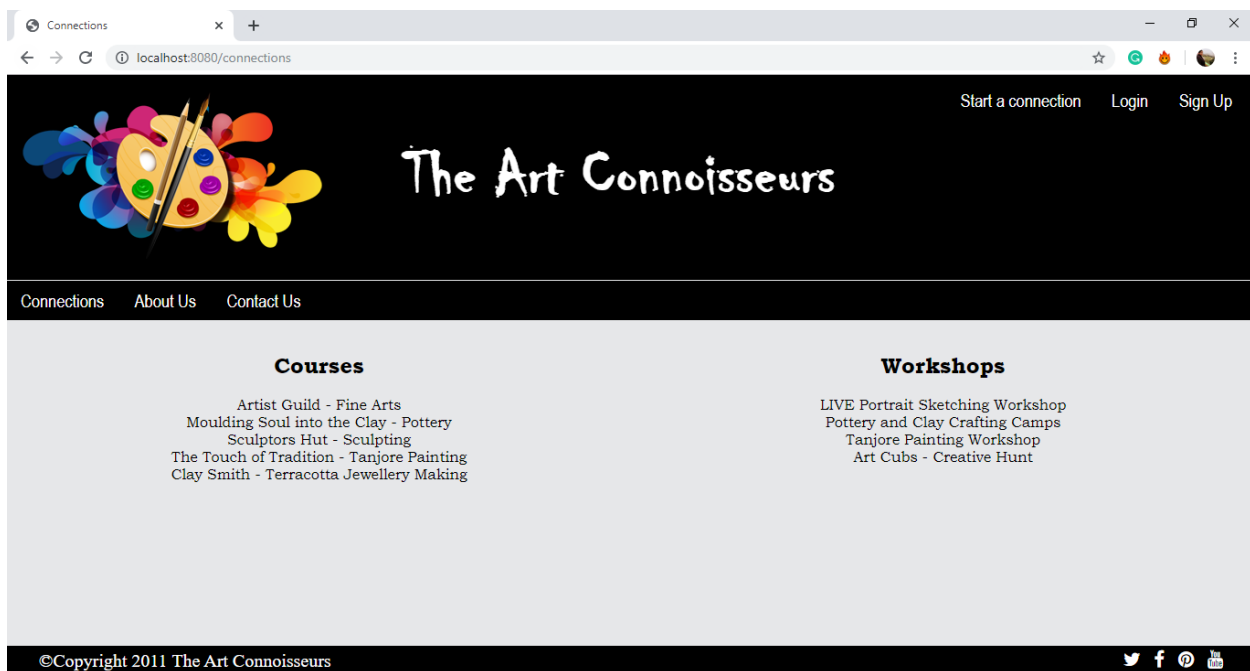 Connections
localhost:8080/connections
Start a connection Login Sign Up
The Art Connoisseurs
Connections About Us Contact Us
Courses
Artist Guild - Fine Arts
Moulding Soul into the Clay - Pottery
Sculptors Hut - Sculpting
The Touch of Tradition - Tanjore Painting
Clay Smith - Terracotta Jewellery Making
Workshops
LIVE Portrait Sketching Workshop
Pottery and Clay Crafting Camps
Tanjore Painting Workshop
Art Cubs - Creative Hunt
©Copyright 2011 The Art Connoisseurs
You
Tube